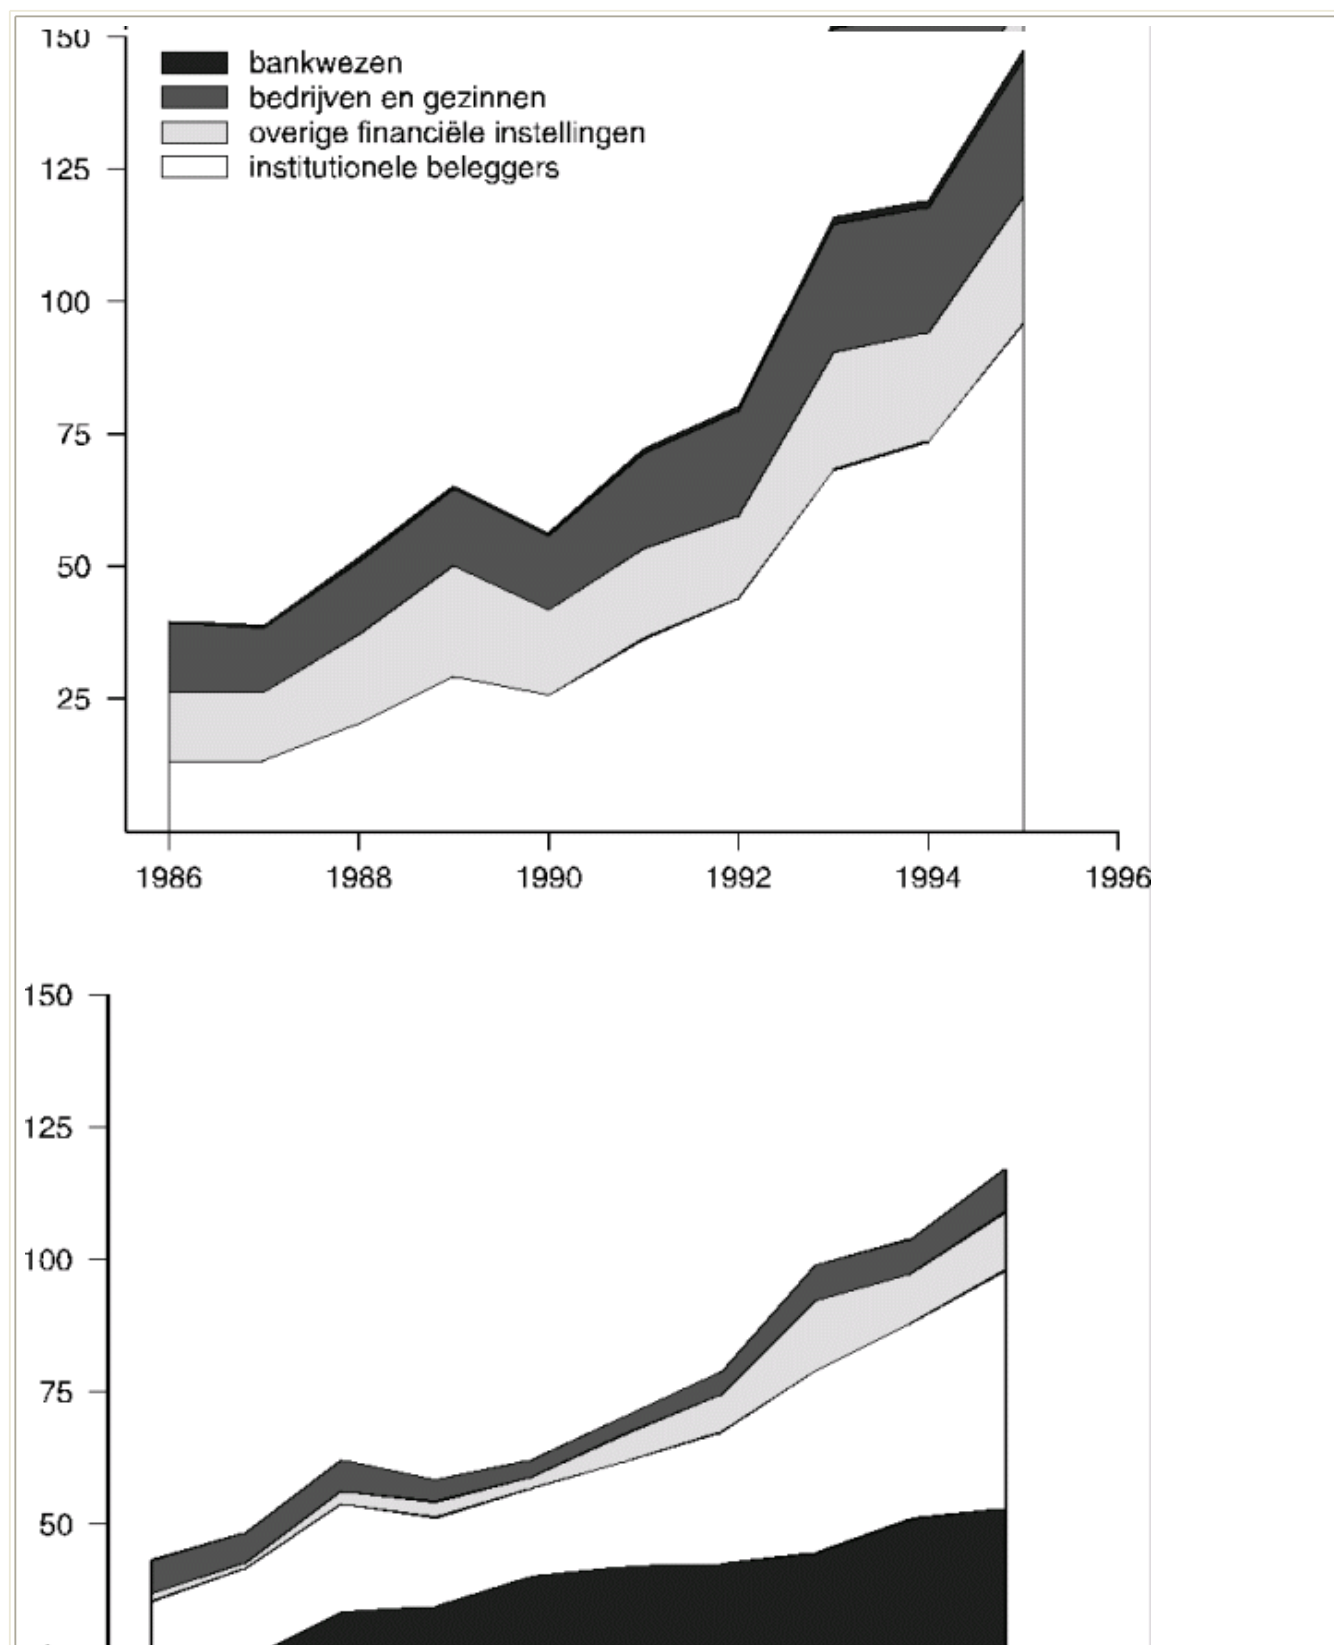 150
bankwezen
bedrijven en gezinnen
overige financiële instellingen
institutionele beleggers
125
100
75
50
25
1986 1988 1990 1992 1994 1996
150
125
100
75
50